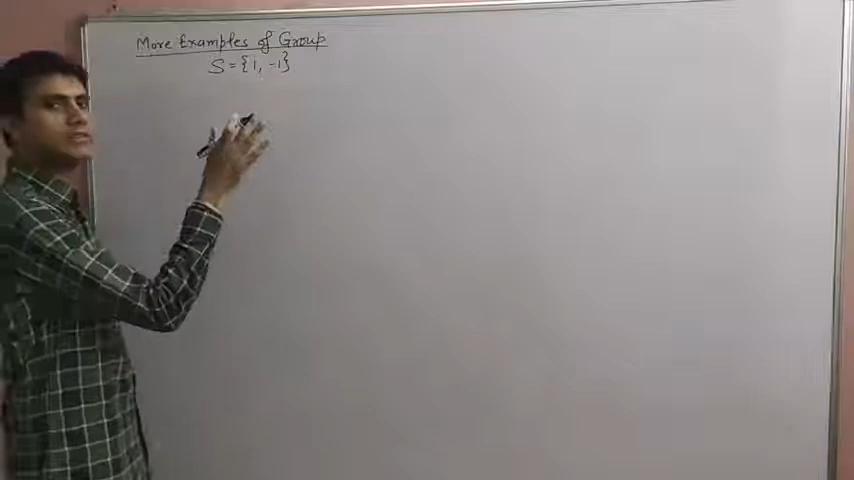 More Examples of Group
S = {1, -1}